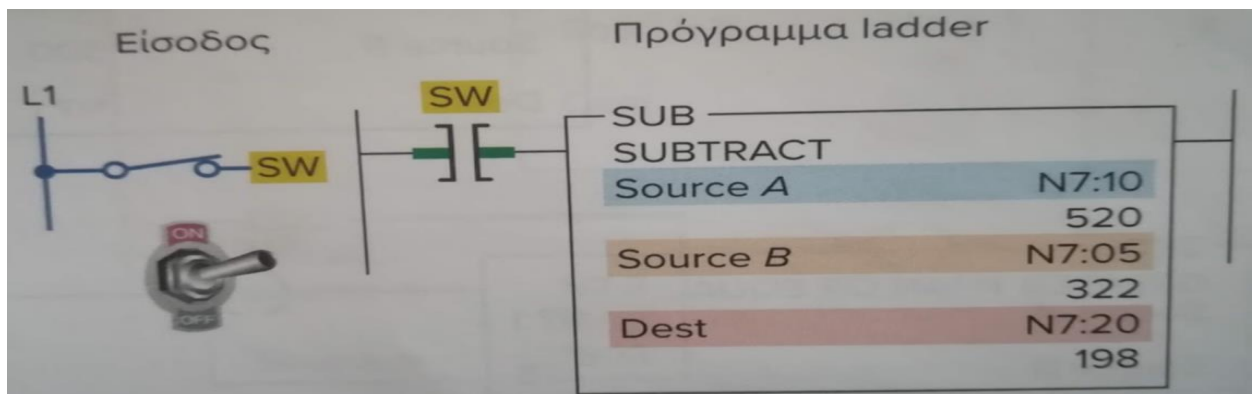 Είσοδος
Πρόγραμμα ladder
L1
SW
SW
ON
OFF
SUB
SUBTRACT
Source A N7:10
520
Source B N7:05
322
Dest N7:20
198